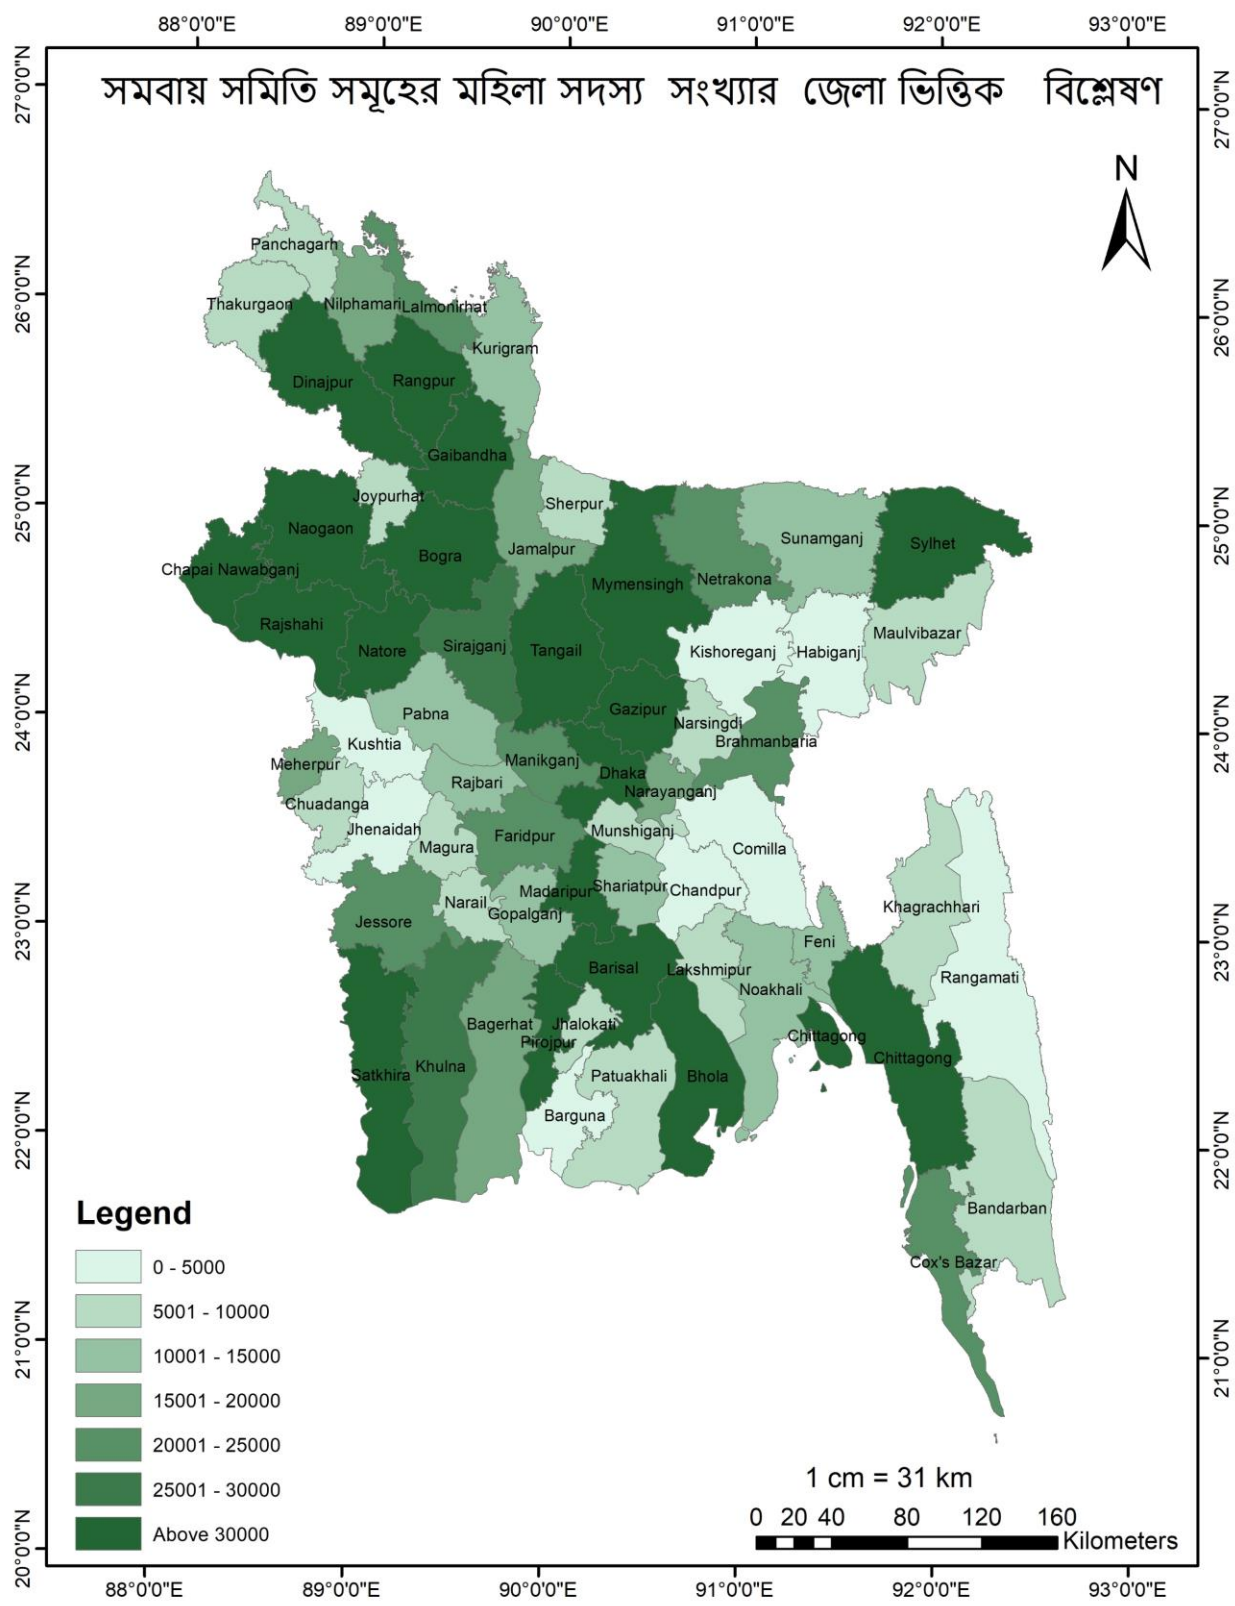 88°0'0"E 89°0'0"E 90°0'0"E 91°0'0"E 92°0'0"E 93°0'0"E
27°0'0"N
27°0'0"N
সমবায় সমিতি সমূহের মহিলা সদস্য সংখ্যার জেলা ভিত্তিক বিশ্লেষণ
N
Panchagarh
26°0'0"N
Thakurgaon Nilphamari Lalmonirhat
26°0'0"N
Kurigram
Dinajpur Rangpur
Gaibandha
Joypurhat Sherpur
25°0'0"N
25°0'0"N
Naogaon Sunamganj
Bogra Jamalpur Sylhet
Chapai Nawabganj Mymensingh Netrakona
Rajshahi Maulvibazar
Natore Sirajganj Tangail Kishoreganj Habiganj
24°0'0"N
Pabna Gazipur Narsingdi
24°0'0"N
Kushtia Brahmanbaria
Meherpur Manikganj Dhaka
Rajbari Narayanganj
Chuadanga
Jhenaidah Faridpur Munshiganj
Magura Comilla
Madaripur Shariatpur Chandpur
Narail Gopalganj Khagrachhari
23°0'0"N
Jessore Feni
23°0'0"N
Barisal Lakshmipur Rangamati
Noakhali
Bagerhat Jhalokati Chittagong
Pirojpur
Chittagong
Satkhira Khulna Patuakhali Bhola
Barguna
22°0'0"N
22°0'0"N
Bandarban
Cox's Bazar
21°0'0"N
21°0'0"N
Legend
0 - 5000
5001 - 10000
10001 - 15000
15001 - 20000
20001 - 25000
25001 - 30000
Above 30000
1 cm = 31 km
0 20 40 80 120 160
Kilometers
20°0'0"N
88°0'0"E 89°0'0"E 90°0'0"E 91°0'0"E 92°0'0"E 93°0'0"E